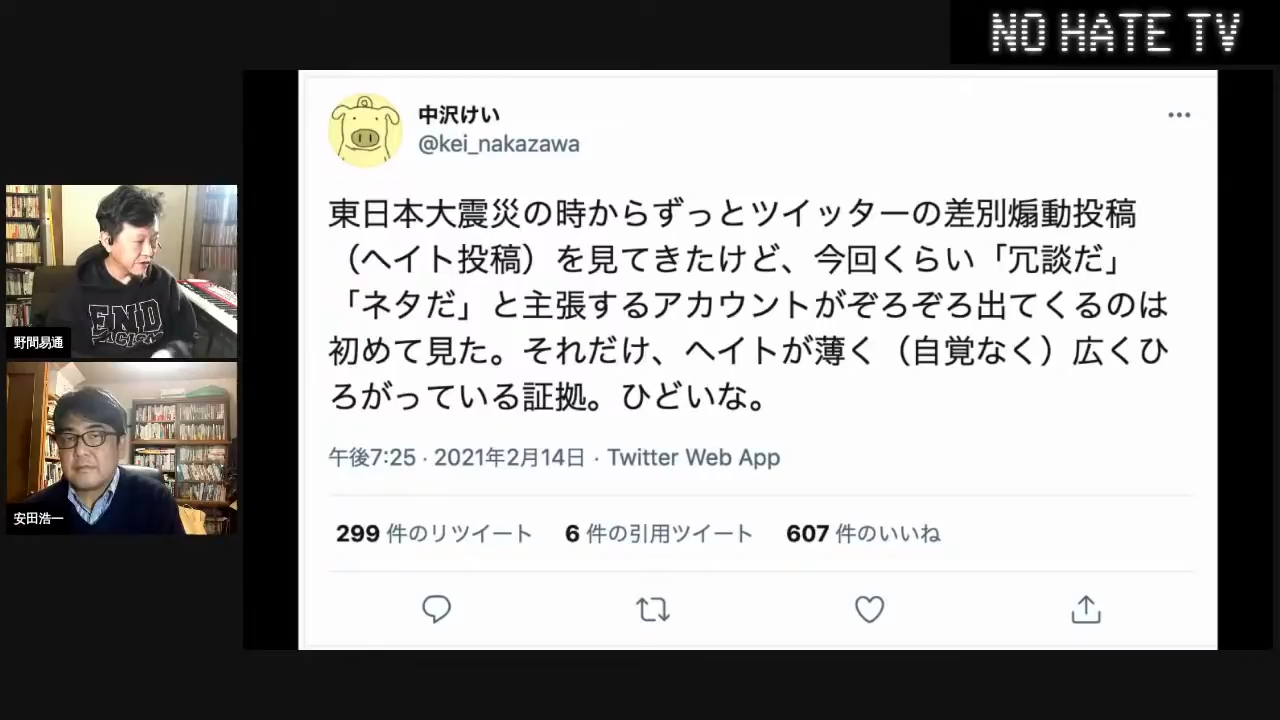 NO HATE TV
中沢けい
@kei_nakazawa
東日本大震災の時からずっとツイッターの差別煽動投稿
（ヘイト投稿）を見てきたけど、今回くらい「冗談だ」
「ネタだ」と主張するアカウントがぞろぞろ出てくるのは
初めて見た。それだけ、ヘイトが薄く（自覚なく）広くひ
ろがっている証拠。ひどいな。
午後7:25 · 2021年2月14日 · Twitter Web App
299 件のリツイート 6 件の引用ツイート 607 件のいいね
END
RACISM
野間易通
安田浩一